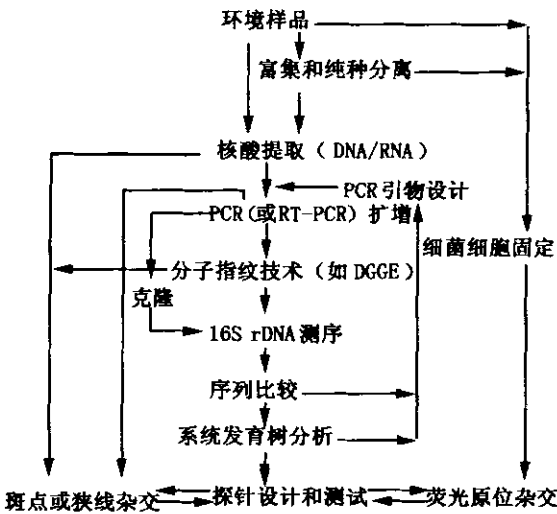 环境样品
富集和纯种分离
核酸提取（DNA/RNA）
PCR引物设计
PCR(或RT-PCR) 扩增
细菌细胞固定
分子指纹技术（如DGGE）
克隆
16S rDNA测序
序列比较
系统发育树分析
斑点或狭线杂交 探针设计和测试 荧光原位杂交